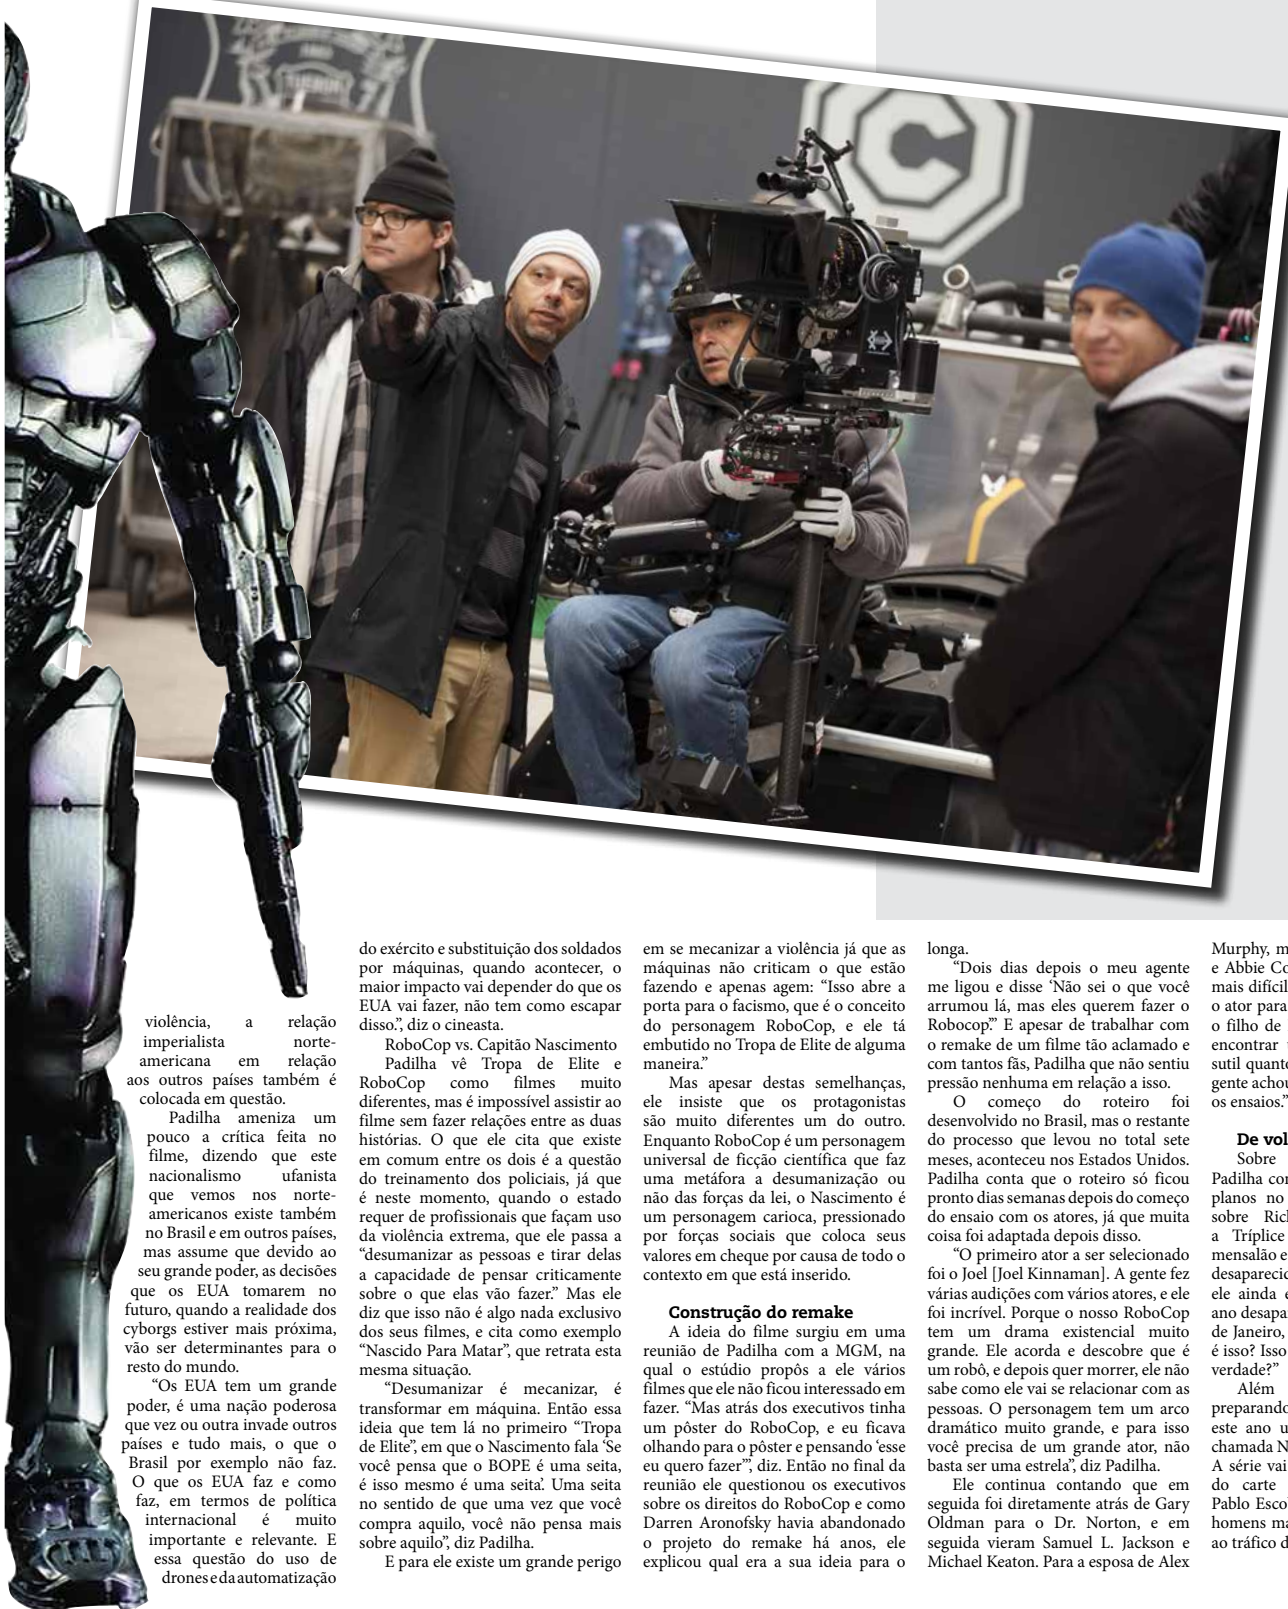 violência, a relação
imperialista norte-
americana em relação
aos outros países também é
colocada em questão.
Padilha ameniza um
pouco a crítica feita no
filme, dizendo que este
nacionalismo ufanista
que vemos nos norte-
americanos existe também
no Brasil e em outros países,
mas assume que devido ao
seu grande poder, as decisões
que os EUA tomarem no
futuro, quando a realidade dos
cyborgs estiver mais próxima,
vão ser determinantes para o
resto do mundo.
“Os EUA tem um grande
poder, é uma nação poderosa
que vez ou outra invade outros
países e tudo mais, o que o
Brasil por exemplo não faz.
O que os EUA faz e como
faz, em termos de política
internacional é muito
importante e relevante. E
essa questão do uso de
drones e da automatização
do exército e substituição dos soldados
por máquinas, quando acontecer, o
maior impacto vai depender do que os
EUA vai fazer, não tem como escapar
disso.”, diz o cineasta.
RoboCop vs. Capitão Nascimento
Padilha vê Tropa de Elite e
RoboCop como filmes muito
diferentes, mas é impossível assistir ao
filme sem fazer relações entre as duas
histórias. O que ele cita que existe
em comum entre os dois é a questão
do treinamento dos policiais, já que
é neste momento, quando o estado
requer de profissionais que façam uso
da violência extrema, que ele passa a
“desumanizar as pessoas e tirar delas
a capacidade de pensar criticamente
sobre o que elas vão fazer.” Mas ele
diz que isso não é algo nada exclusivo
dos seus filmes, e cita como exemplo
“Nascido Para Matar”, que retrata esta
mesma situação.
“Desumanizar é mecanizar, é
transformar em máquina. Então essa
ideia que tem lá no primeiro “Tropa
de Elite”, em que o Nascimento fala ‘Se
você pensa que o BOPE é uma seita,
é isso mesmo é uma seita’. Uma seita
no sentido de que uma vez que você
compra aquilo, você não pensa mais
sobre aquilo”, diz Padilha.
E para ele existe um grande perigo
em se mecanizar a violência já que as
máquinas não criticam o que estão
fazendo e apenas agem: “Isso abre a
porta para o facismo, que é o conceito
do personagem RoboCop, e ele tá
embutido no Tropa de Elite de alguma
maneira.”
Mas apesar destas semelhanças,
ele insiste que os protagonistas
são muito diferentes um do outro.
Enquanto RoboCop é um personagem
universal de ficção científica que faz
uma metáfora a desumanização ou
não das forças da lei, o Nascimento é
um personagem carioca, pressionado
por forças sociais que coloca seus
valores em cheque por causa de todo o
contexto em que está inserido.
Construção do remake
A ideia do filme surgiu em uma
reunião de Padilha com a MGM, na
qual o estúdio propôs a ele vários
filmes que ele não ficou interessado em
fazer. “Mas atrás dos executivos tinha
um pôster do RoboCop, e eu ficava
olhando para o pôster e pensando ‘esse
eu quero fazer’”, diz. Então no final da
reunião ele questionou os executivos
sobre os direitos do RoboCop e como
Darren Aronofsky havia abandonado
o projeto do remake há anos, ele
explicou qual era a sua ideia para o
longa.
“Dois dias depois o meu agente
me ligou e disse ‘Não sei o que você
arrumou lá, mas eles querem fazer o
Robocop’.” E apesar de trabalhar com
o remake de um filme tão aclamado e
com tantos fãs, Padilha que não sentiu
pressão nenhuma em relação a isso.
O começo do roteiro foi
desenvolvido no Brasil, mas o restante
do processo que levou no total sete
meses, aconteceu nos Estados Unidos.
Padilha conta que o roteiro só ficou
pronto dias semanas depois do começo
do ensaio com os atores, já que muita
coisa foi adaptada depois disso.
“O primeiro ator a ser selecionado
foi o Joel [Joel Kinnaman]. A gente fez
várias audições com vários atores, e ele
foi incrível. Porque o nosso RoboCop
tem um drama existencial muito
grande. Ele acorda e descobre que é
um robô, e depois quer morrer, ele não
sabe como ele vai se relacionar com as
pessoas. O personagem tem um arco
dramático muito grande, e para isso
você precisa de um grande ator, não
basta ser uma estrela”, diz Padilha.
Ele continua contando que em
seguida foi diretamente atrás de Gary
Oldman para o Dr. Norton, e em
seguida vieram Samuel L. Jackson e
Michael Keaton. Para a esposa de Alex
Murphy, m
e Abbie Co
mais difícil
o ator para
o filho de
encontrar
sutil quant
gente achou
os ensaios.”
De vol
Sobre
Padilha con
planos no
sobre Rich
a Tríplice
mensalão e
desaparecid
ele ainda e
ano desapa
de Janeiro,
é isso? Isso
verdade?”
Além
preparando
este ano u
chamada N
A série vai
do carte
Pablo Esco
homens ma
ao tráfico d